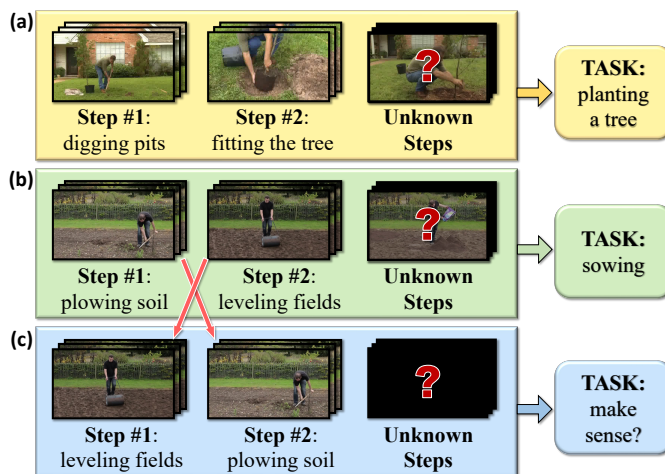 (a)
Step #1:
digging pits
Step #2:
fitting the tree
?
Unknown
Steps
TASK:
planting
a tree
(b)
Step #1:
plowing soil
Step #2:
leveling fields
?
Unknown
Steps
TASK:
sowing
(c)
Step #1:
leveling fields
Step #2:
plowing soil
?
Unknown
Steps
TASK:
make
sense?